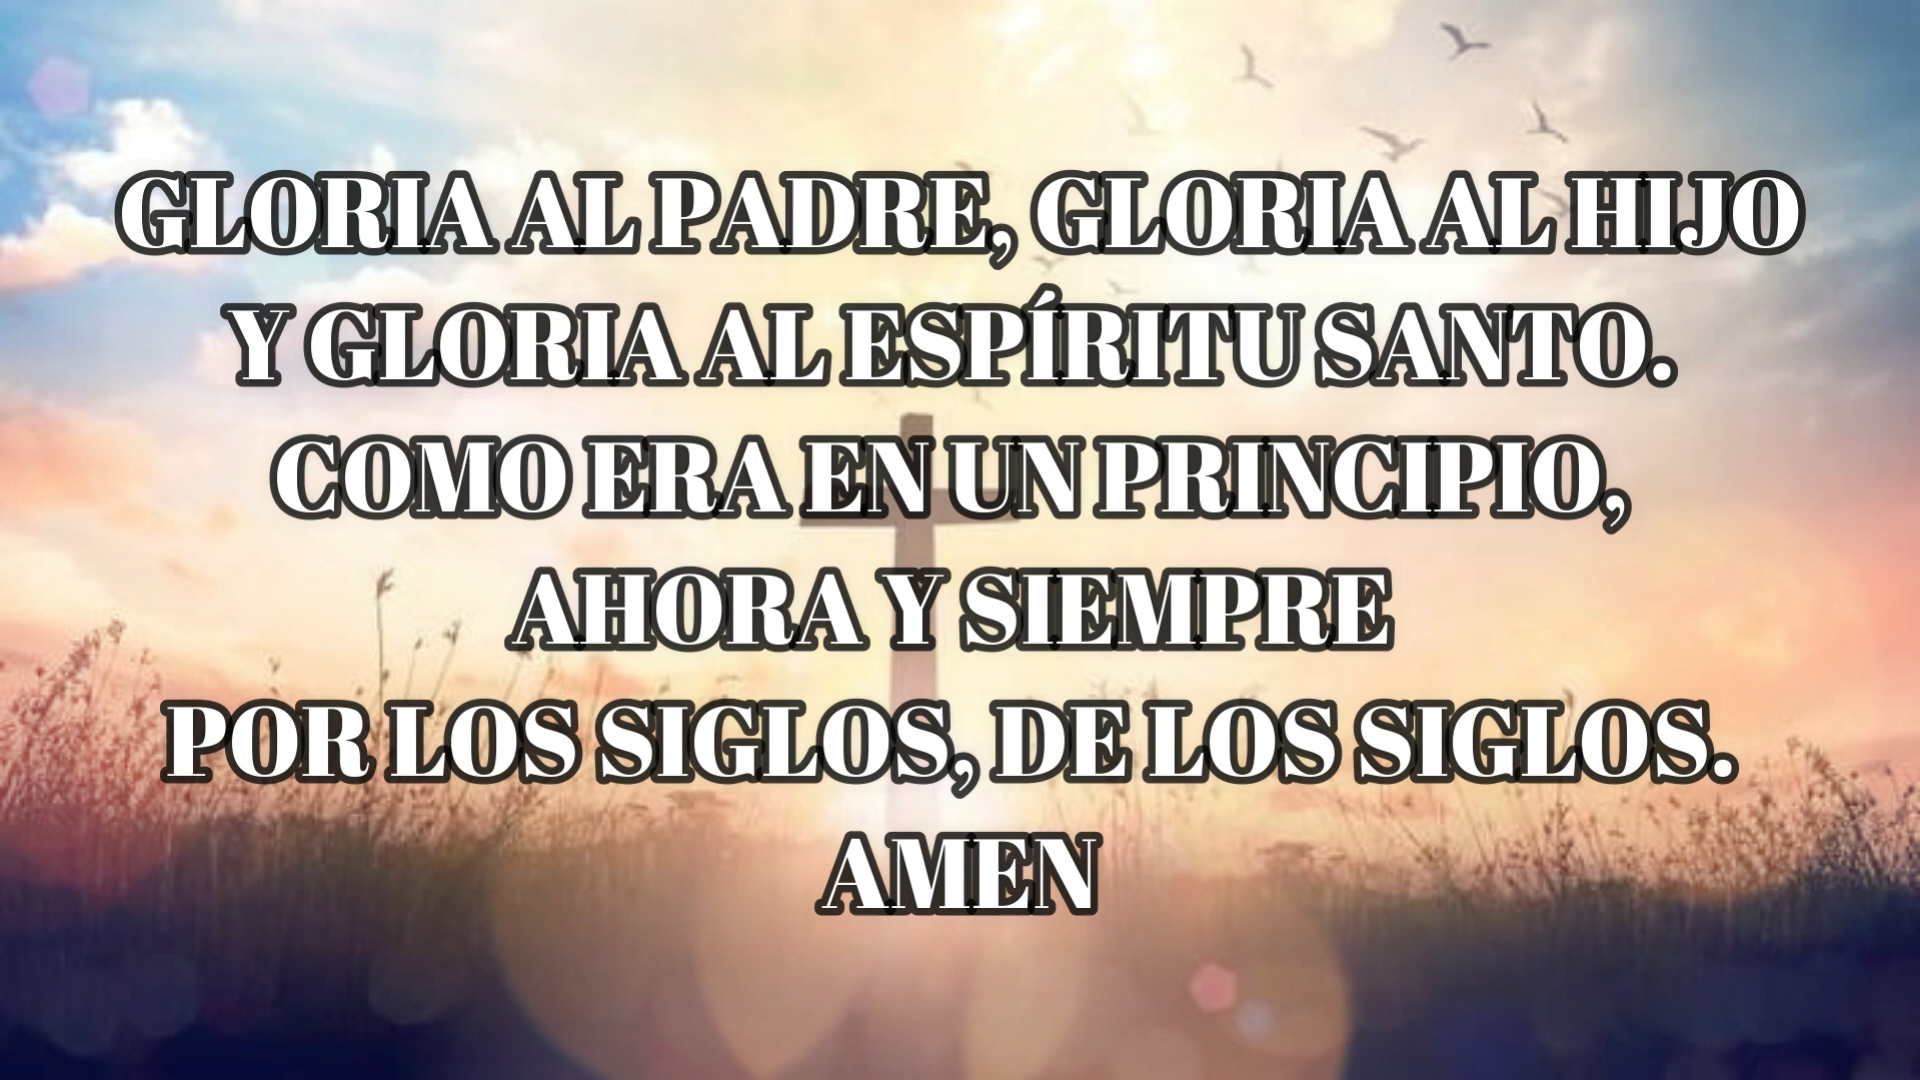 GLORIA AL PADRE, GLORIA AL HIJO
Y GLORIA AL ESPÍRITU SANTO.
COMO ERA EN UN PRINCIPIO,
AHORA Y SIEMPRE
POR LOS SIGLOS, DE LOS SIGLOS.
AMEN